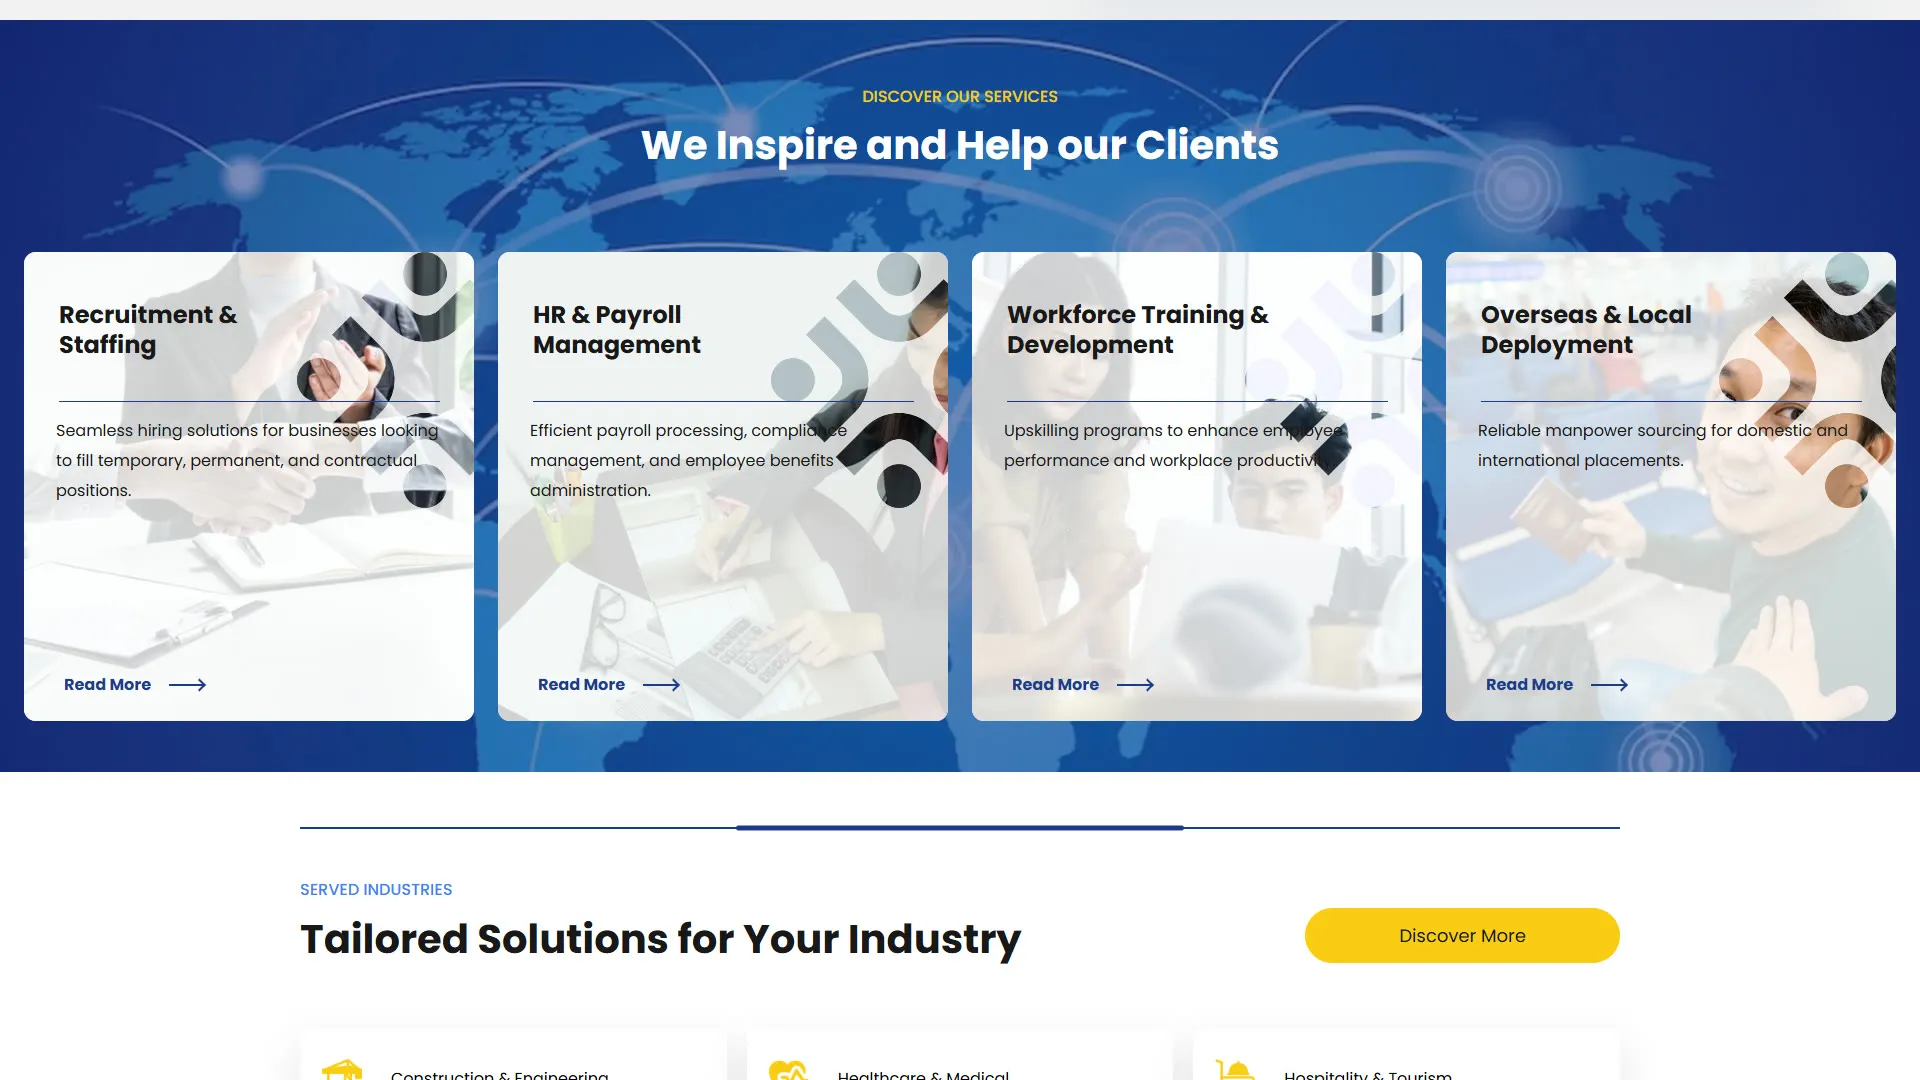 DISCOVER OUR SERVICES
We Inspire and Help our Clients
Recruitment &
Staffing
Seamless hiring solutions for businesses looking
to fill temporary, permanent, and contractual
positions.
Read More
HR & Payroll
Management
Efficient payroll processing, compliance
management, and employee benefits
administration.
Read More
Workforce Training &
Development
Upskilling programs to enhance employee
performance and workplace productivity.
Read More
Overseas & Local
Deployment
Reliable manpower sourcing for domestic and
international placements.
Read More
SERVED INDUSTRIES
Tailored Solutions for Your Industry
Discover More
Construction & Engineering
Healthcare & Medical
Hospitality & Tourism